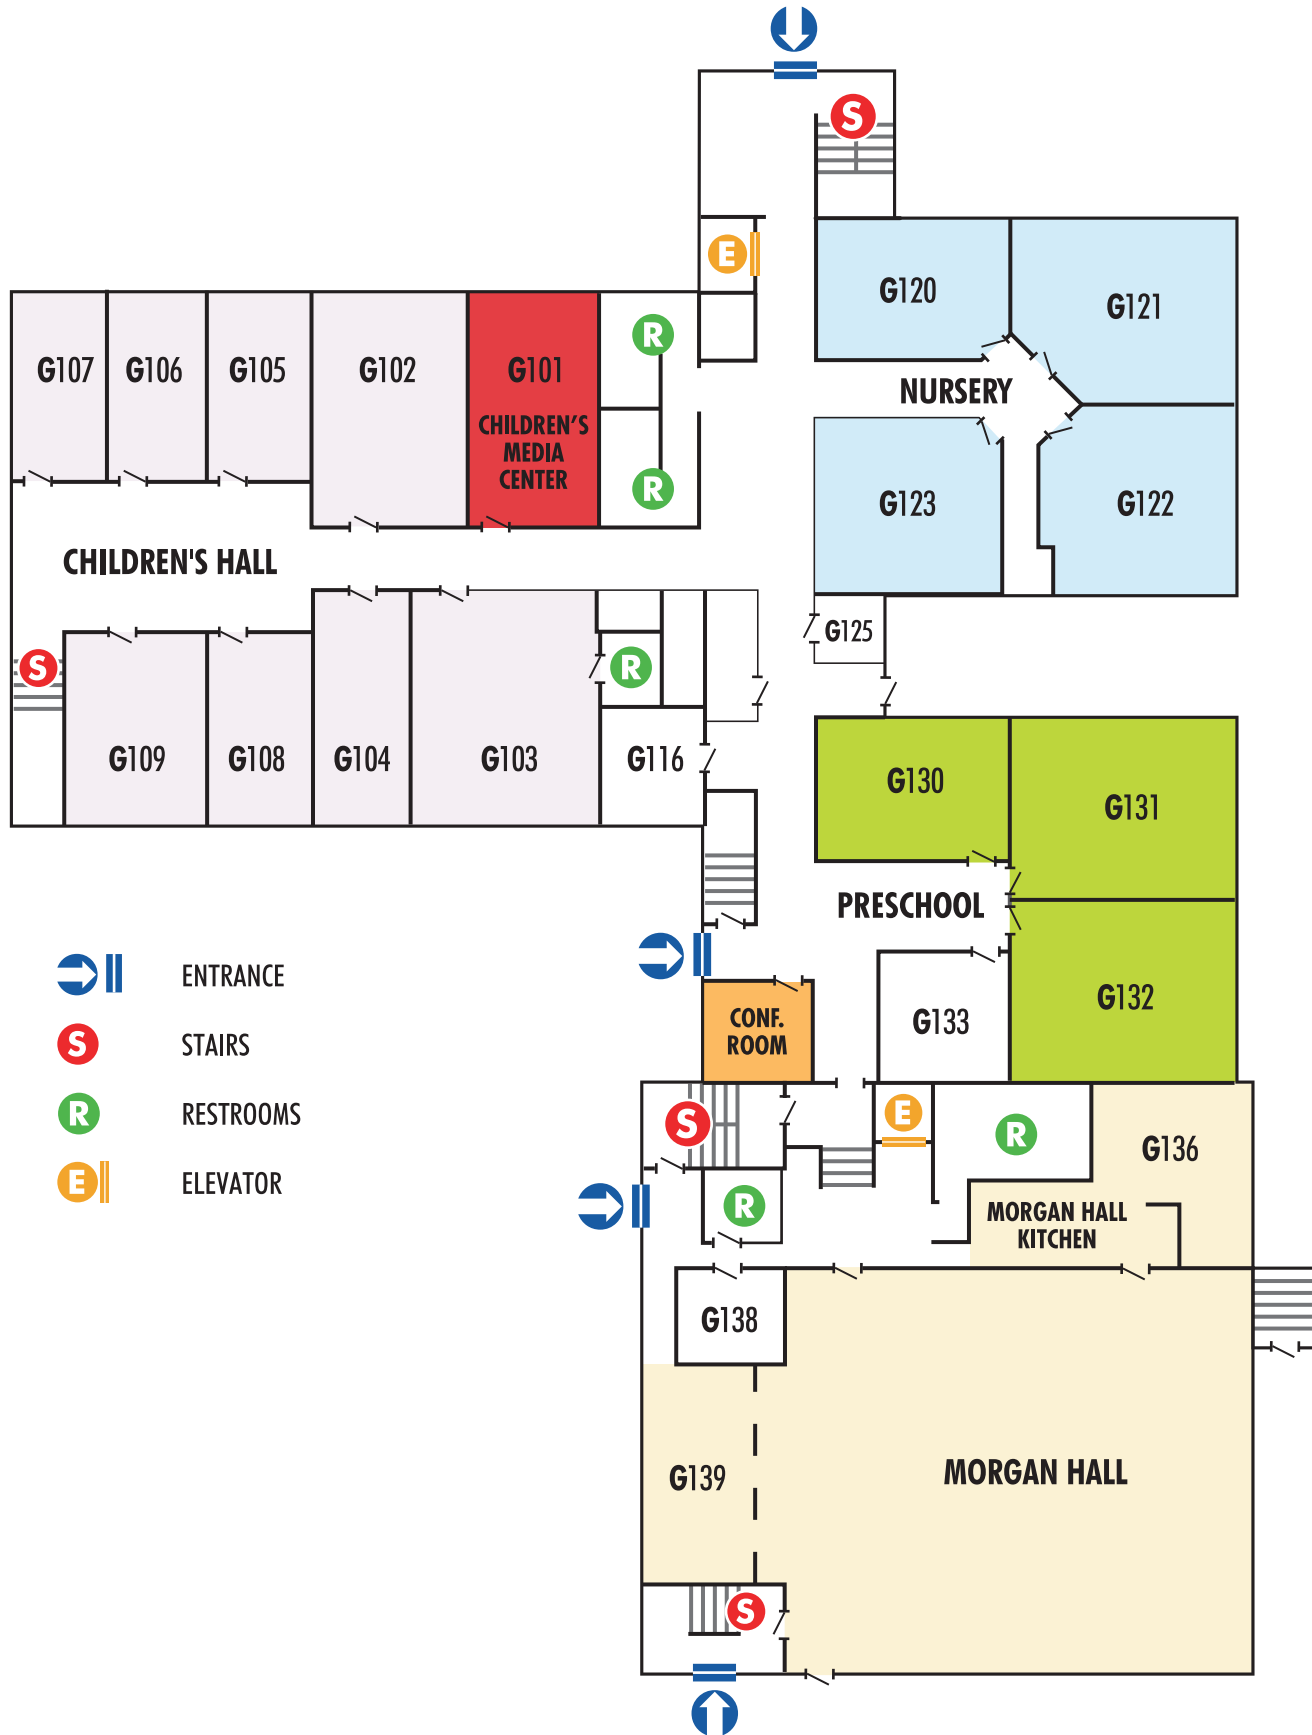 S
E
G120
G121
R
G107
G106
G105
G102
G101
NURSERY
CHILDREN'S
MEDIA
CENTER
R
G123
G122
CHILDREN'S HALL
G125
S
R
G109
G108
G104
G103
G116
G130
G131
PRESCHOOL
ENTRANCE
G132
CONF.
ROOM
G133
S
STAIRS
R
RESTROOMS
E
S
R
G136
E
ELEVATOR
R
MORGAN HALL
KITCHEN
G138
G139
MORGAN HALL
S